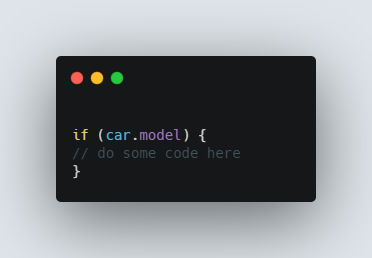 if (car.model) {
// do some code here
}